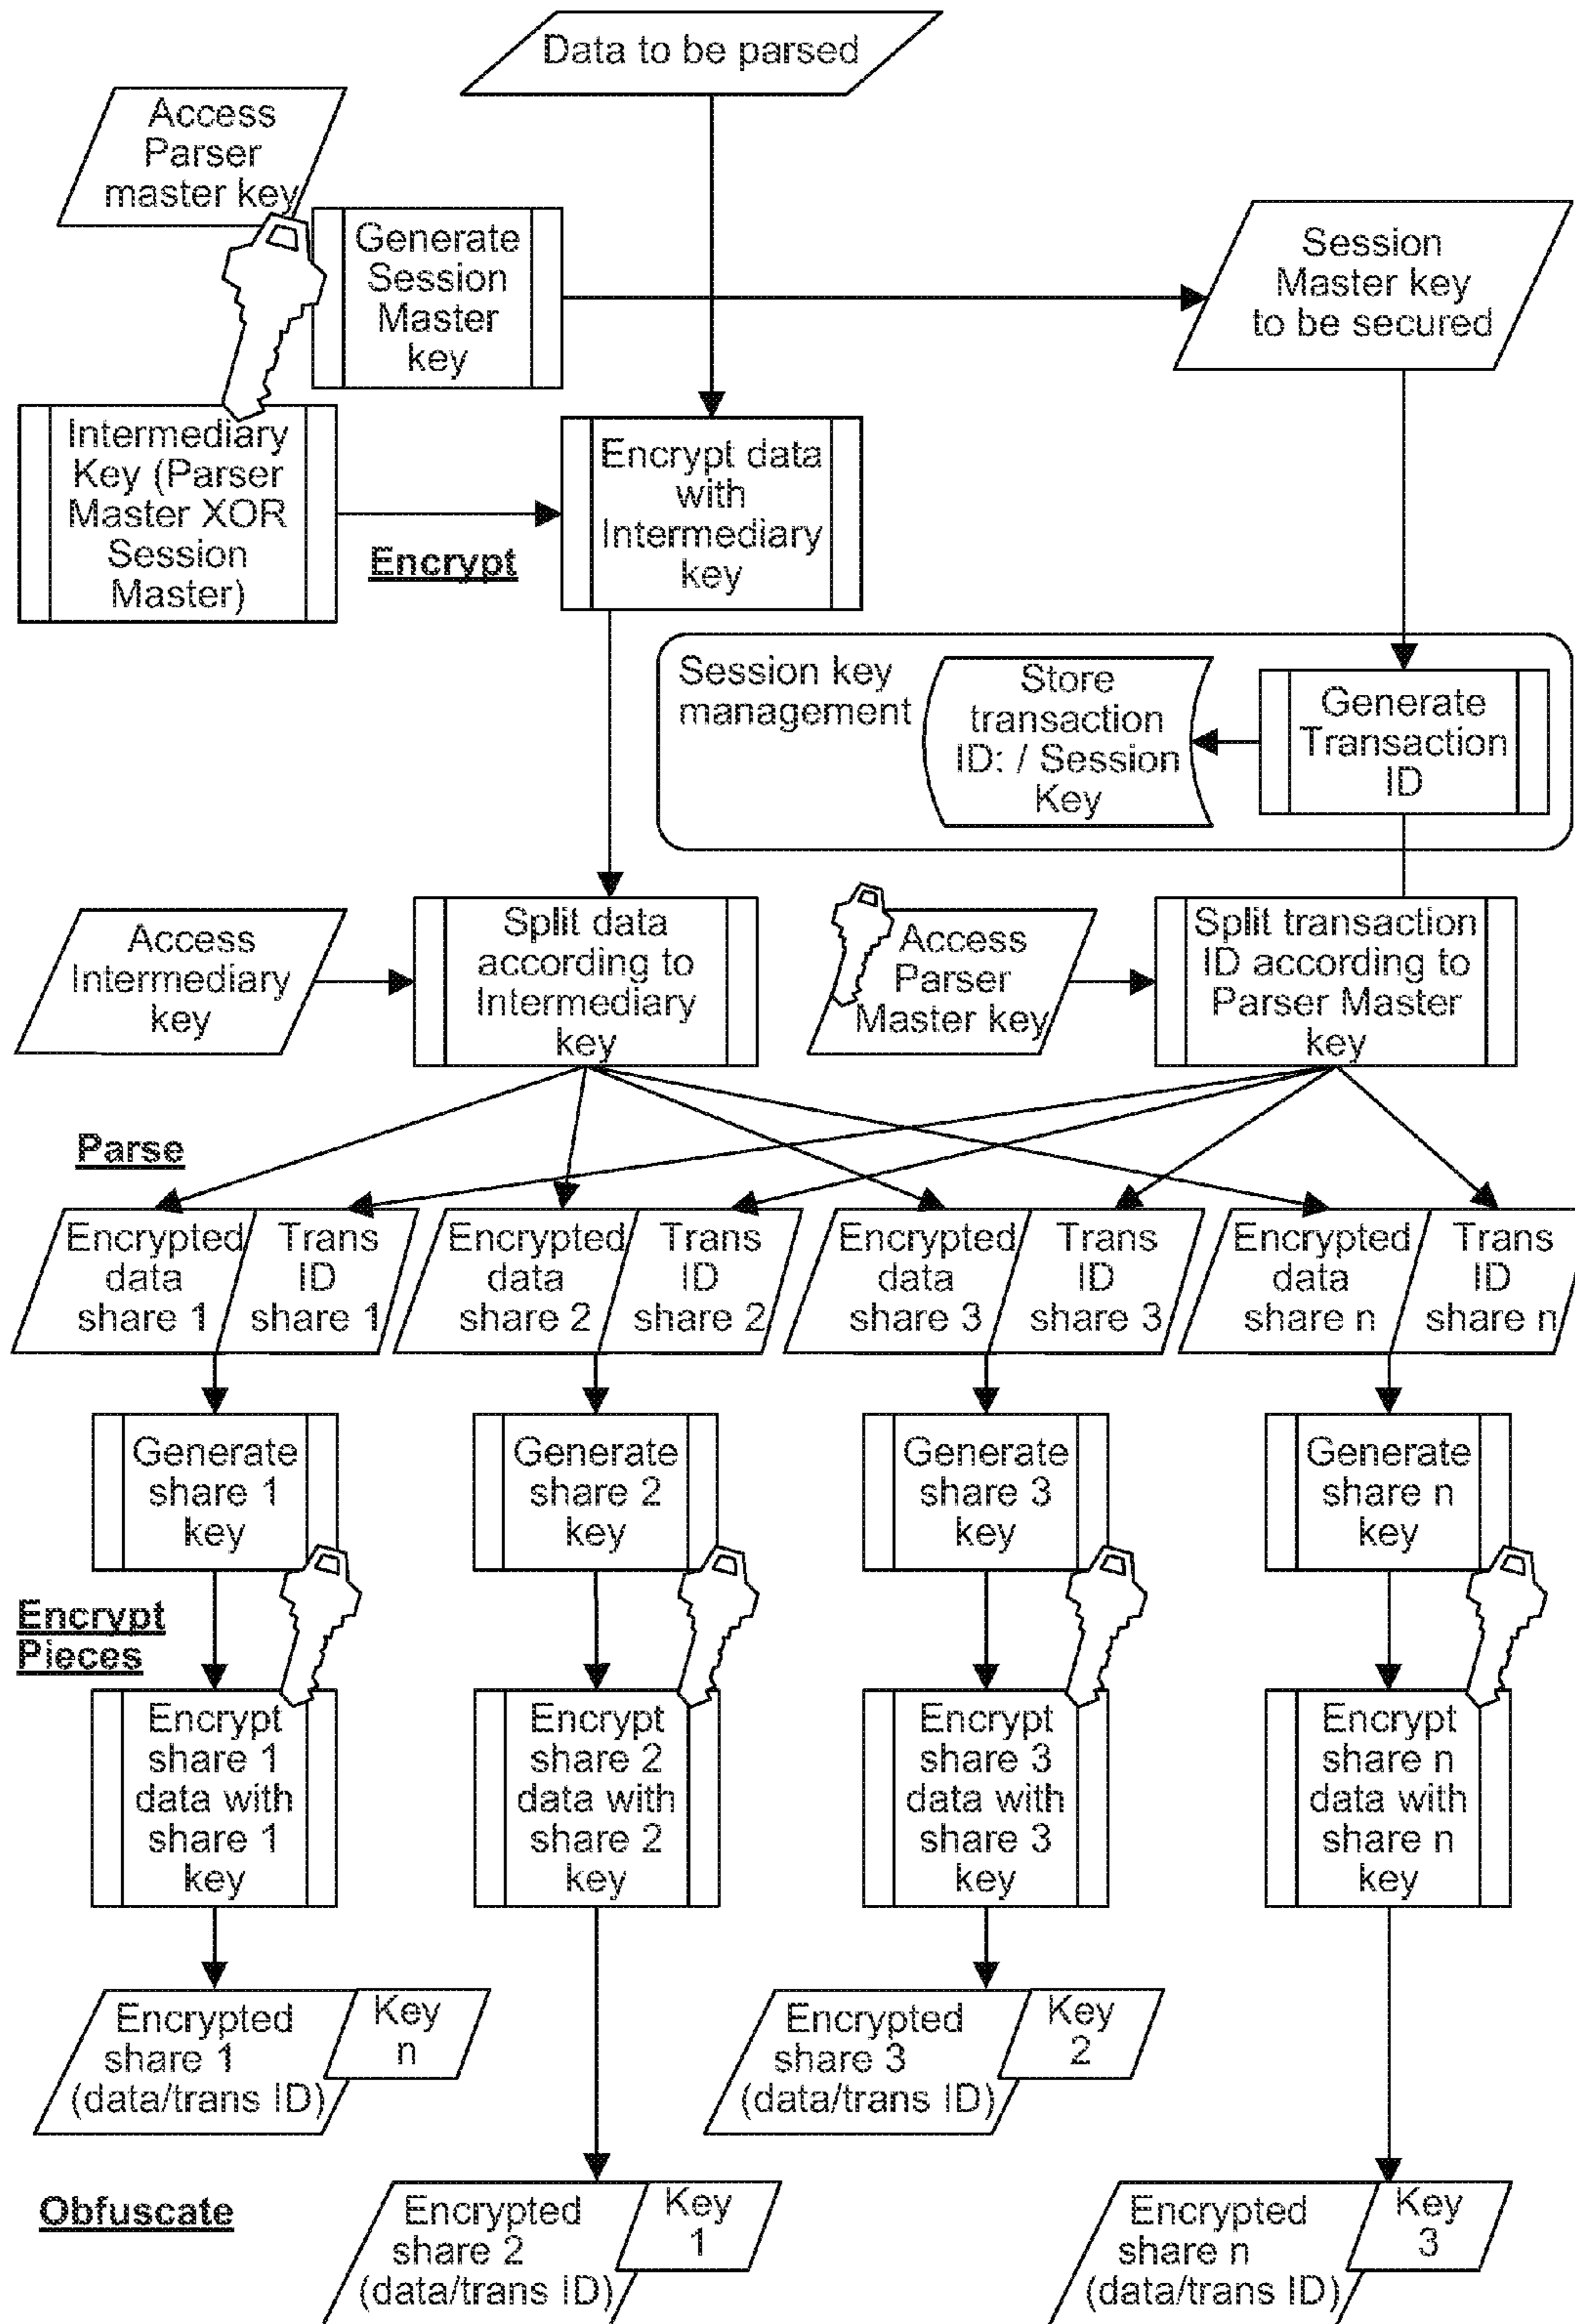 Data to be parsed
Access
Parser
master key
Generate
Session
Master
key
Session
Master key
to be secured
Intermediary
Key (Parser
Master XOR
Session
Master)
Encrypt
Encrypt data
with
Intermediary
key
Session key
management
Store
transaction
ID: / Session
Key
Generate
Transaction
ID
Access
Intermediary
key
Split data
according to
Intermediary
key
Access
Parser
Master key
Split transaction
ID according to
Parser Master
key
Parse
Encrypted
data
share 1
Trans
ID
share 1
Encrypted
data
share 2
Trans
ID
share 2
Encrypted
data
share 3
Trans
ID
share 3
Encrypted
data
share n
Trans
ID
share n
Generate
share 1
key
Generate
share 2
key
Generate
share 3
key
Generate
share n
key
Encrypt
Pieces
Encrypt
share 1
data with
share 1
key
Encrypt
share 2
data with
share 2
key
Encrypt
share 3
data with
share 3
key
Encrypt
share n
data with
share n
key
Encrypted
share 1
(data/trans ID)
Key
n
Encrypted
share 3
(data/trans ID)
Key
2
Obfuscate
Encrypted
share 2
(data/trans ID)
Key
1
Encrypted
share n
(data/trans ID)
Key
3